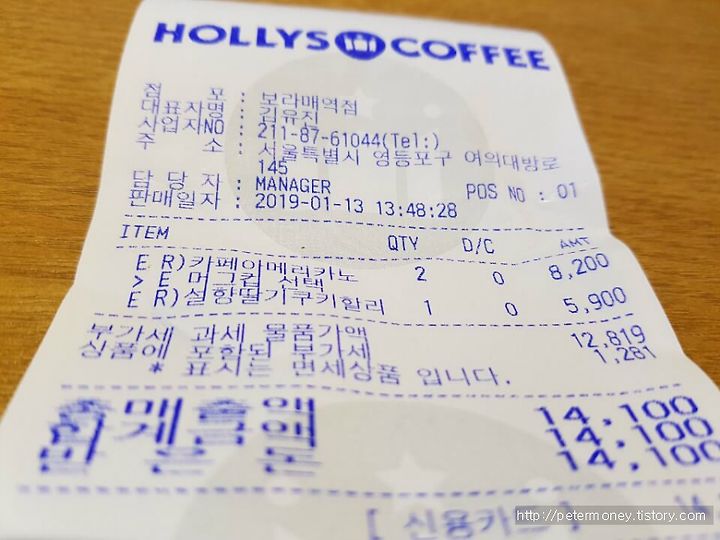 HOLLYS COFFEE
점 포 : 보라매역점
대표자명 : 김유진
사업자NO : 211-87-61044(Tel:)
주 소 : 서울특별시 영등포구 여의대방로
145
담 당 자 : MANAGER POS NO : 01
판매일자 : 2019-01-13 13:48:28
ITEM QTY D/C AMT
E R)카페아메리카노 2 0 8,200
> E 머그컵 선택
E R)설향딸기쿠키할리 1 0 5,900
부가세 과세 물품가액 12,819
상품에 포함된 부가세 1,281
* 표시는 면세상품 입니다.
총매출액 14,100
합계금액 14,100
받 은 돈 14,100
[ 신용카드 ]
http://petermoney.tistory.com